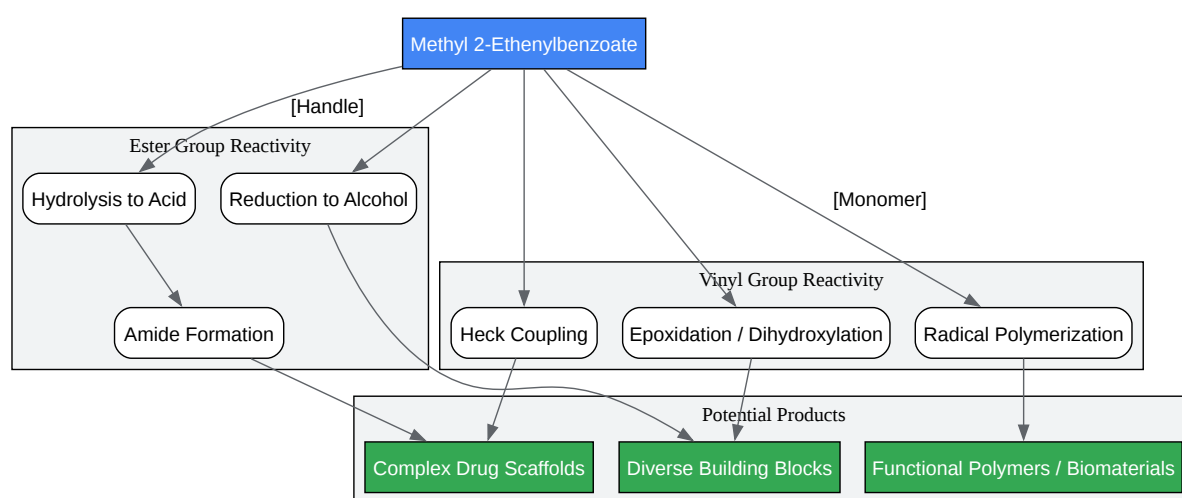 Methyl 2-Ethenylbenzoate
[Handle]
Ester Group Reactivity
Hydrolysis to Acid
Reduction to Alcohol
[Monomer]
Vinyl Group Reactivity
Amide Formation
Heck Coupling
Epoxidation / Dihydroxylation
Radical Polymerization
Potential Products
Complex Drug Scaffolds
Diverse Building Blocks
Functional Polymers / Biomaterials